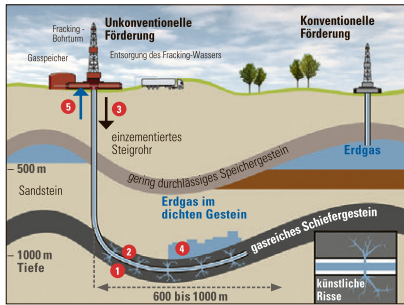 Fracking-
Bohrturm
Unkonventionelle
Förderung
Konventionelle
Förderung
Gasspeicher
Entsorgung des Fracking-Wassers
5
3
einzementiertes
Steigrohr
Erdgas
gering durchlässiges Speichergestein
500 m
Sandstein
Erdgas im
dichten Gestein
4
gasreiches Schiefergestein
2
1
1000 m
Tiefe
600 bis 1000 m
künstliche
Risse